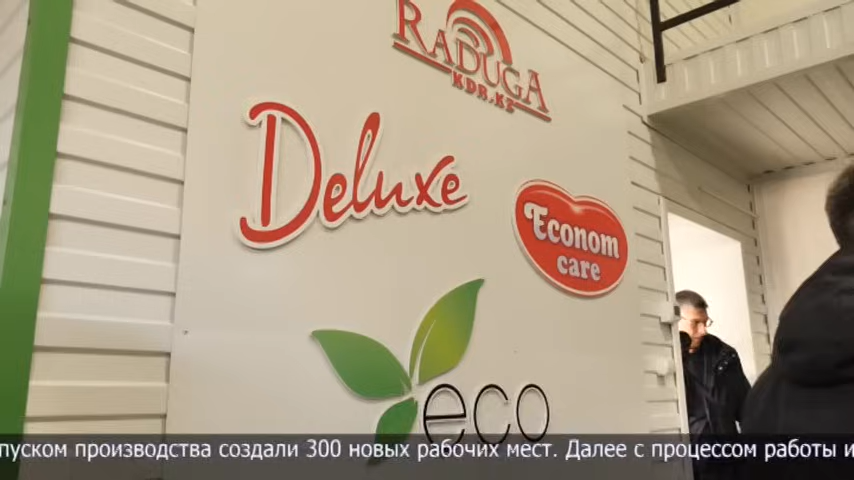 RADUGA
KDR.KZ
Deluxe
Econom
care
eco
пуском производства создали 300 новых рабочих мест. Далее с процессом работы и